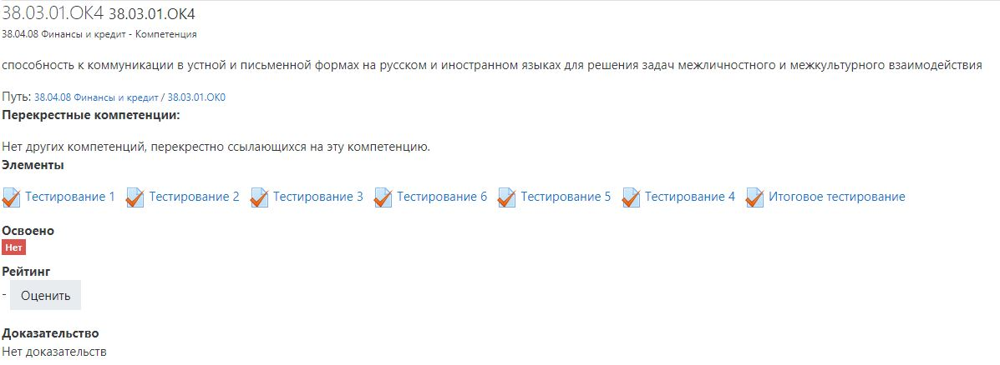 38.03.01.ОК4 38.03.01.ОК4
38.04.08 Финансы и кредит - Компетенция
способность к коммуникации в устной и письменной формах на русском и иностранном языках для решения задач межличностного и межкультурного взаимодействия
Путь: 38.04.08 Финансы и кредит / 38.03.01.ОК0
Перекрестные компетенции:
Нет других компетенций, перекрестно ссылающихся на эту компетенцию.
Элементы
Тестирование 1 Тестирование 2 Тестирование 3 Тестирование 6 Тестирование 5 Тестирование 4 Итоговое тестирование
Освоено
Нет
Рейтинг
- Оценить
Доказательство
Нет доказательств